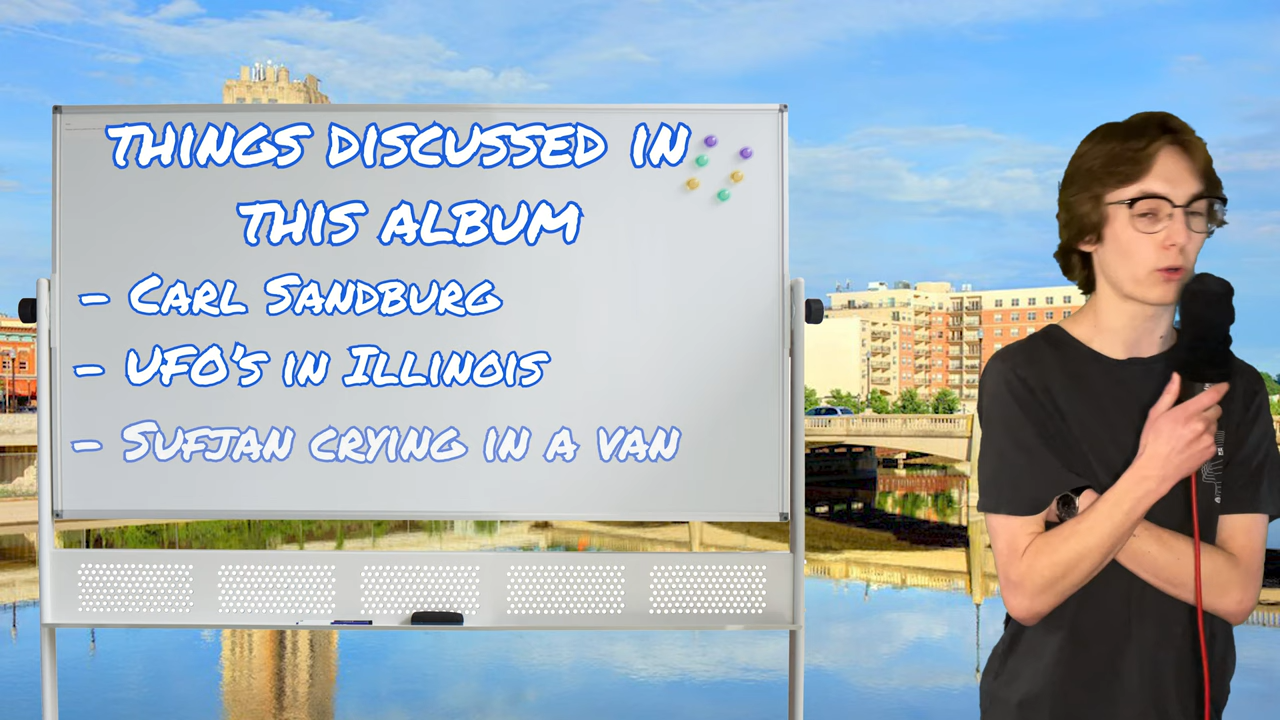 THINGS DISCUSSED IN
THIS ALBUM
- CARL SANDBURG
- UFO'S IN ILLINOIS
- SUFJAN CRYING IN A VAN